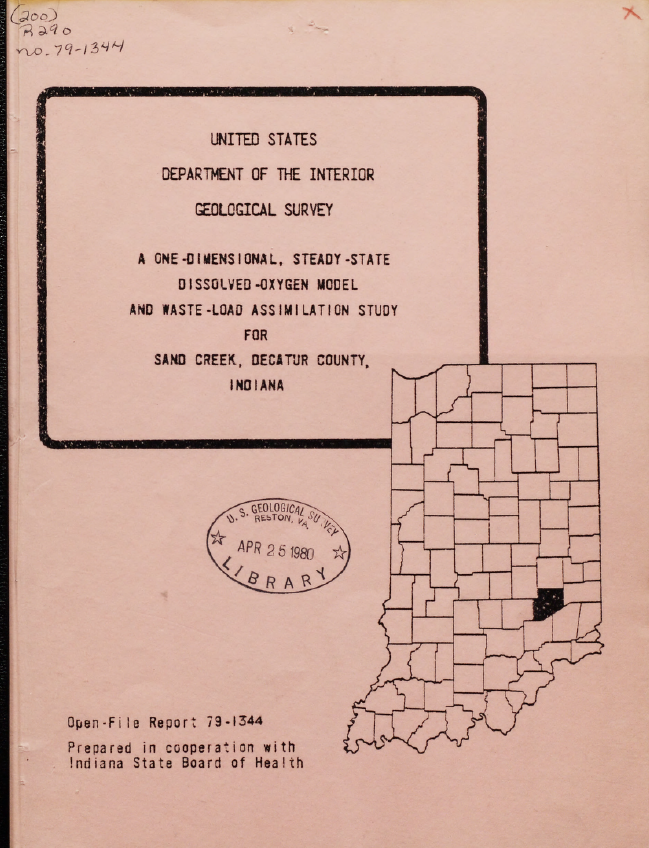 (200)
R290
no. 79-1344
UNITED STATES
DEPARTMENT OF THE INTERIOR
GEOLOGICAL SURVEY
A ONE-DIMENSIONAL, STEADY-STATE
DISSOLVED-OXYGEN MODEL
AND WASTE-LOAD ASSIMILATION STUDY
FOR
SAND CREEK, DECATUR COUNTY,
INDIANA
U. S. GEOLOGICAL SURVEY
RESTON, VA.
APR 25 1980
LIBRARY
Open-File Report 79-1344
Prepared in cooperation with
Indiana State Board of Health